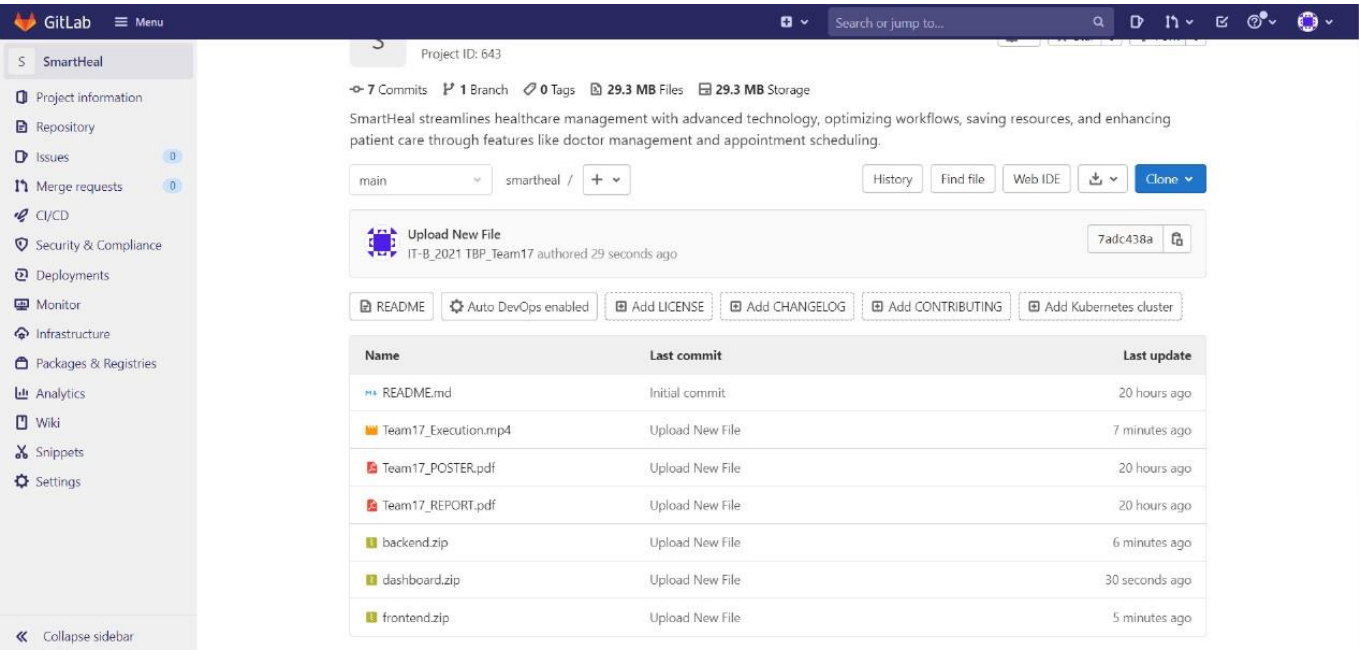 GitLab Menu Search or jump to...
S SmartHeal
Project information
Repository
Issues 0
Merge requests 0
CI/CD
Security & Compliance
Deployments
Monitor
Infrastructure
Packages & Registries
Analytics
Wiki
Snippets
Settings
Collapse sidebar
Project ID: 643
7 Commits 1 Branch 0 Tags 29.3 MB Files 29.3 MB Storage
SmartHeal streamlines healthcare management with advanced technology, optimizing workflows, saving resources, and enhancing
patient care through features like doctor management and appointment scheduling.
main smartheal / + History Find file Web IDE Clone
Upload New File
IT-B_2021 TBP_Team17 authored 29 seconds ago
7adc438a
README Auto DevOps enabled Add LICENSE Add CHANGELOG Add CONTRIBUTING Add Kubernetes cluster
Name Last commit Last update
README.md Initial commit 20 hours ago
Team17_Execution.mp4 Upload New File 7 minutes ago
Team17_POSTER.pdf Upload New File 20 hours ago
Team17_REPORT.pdf Upload New File 20 hours ago
backend.zip Upload New File 6 minutes ago
dashboard.zip Upload New File 30 seconds ago
frontend.zip Upload New File 5 minutes ago